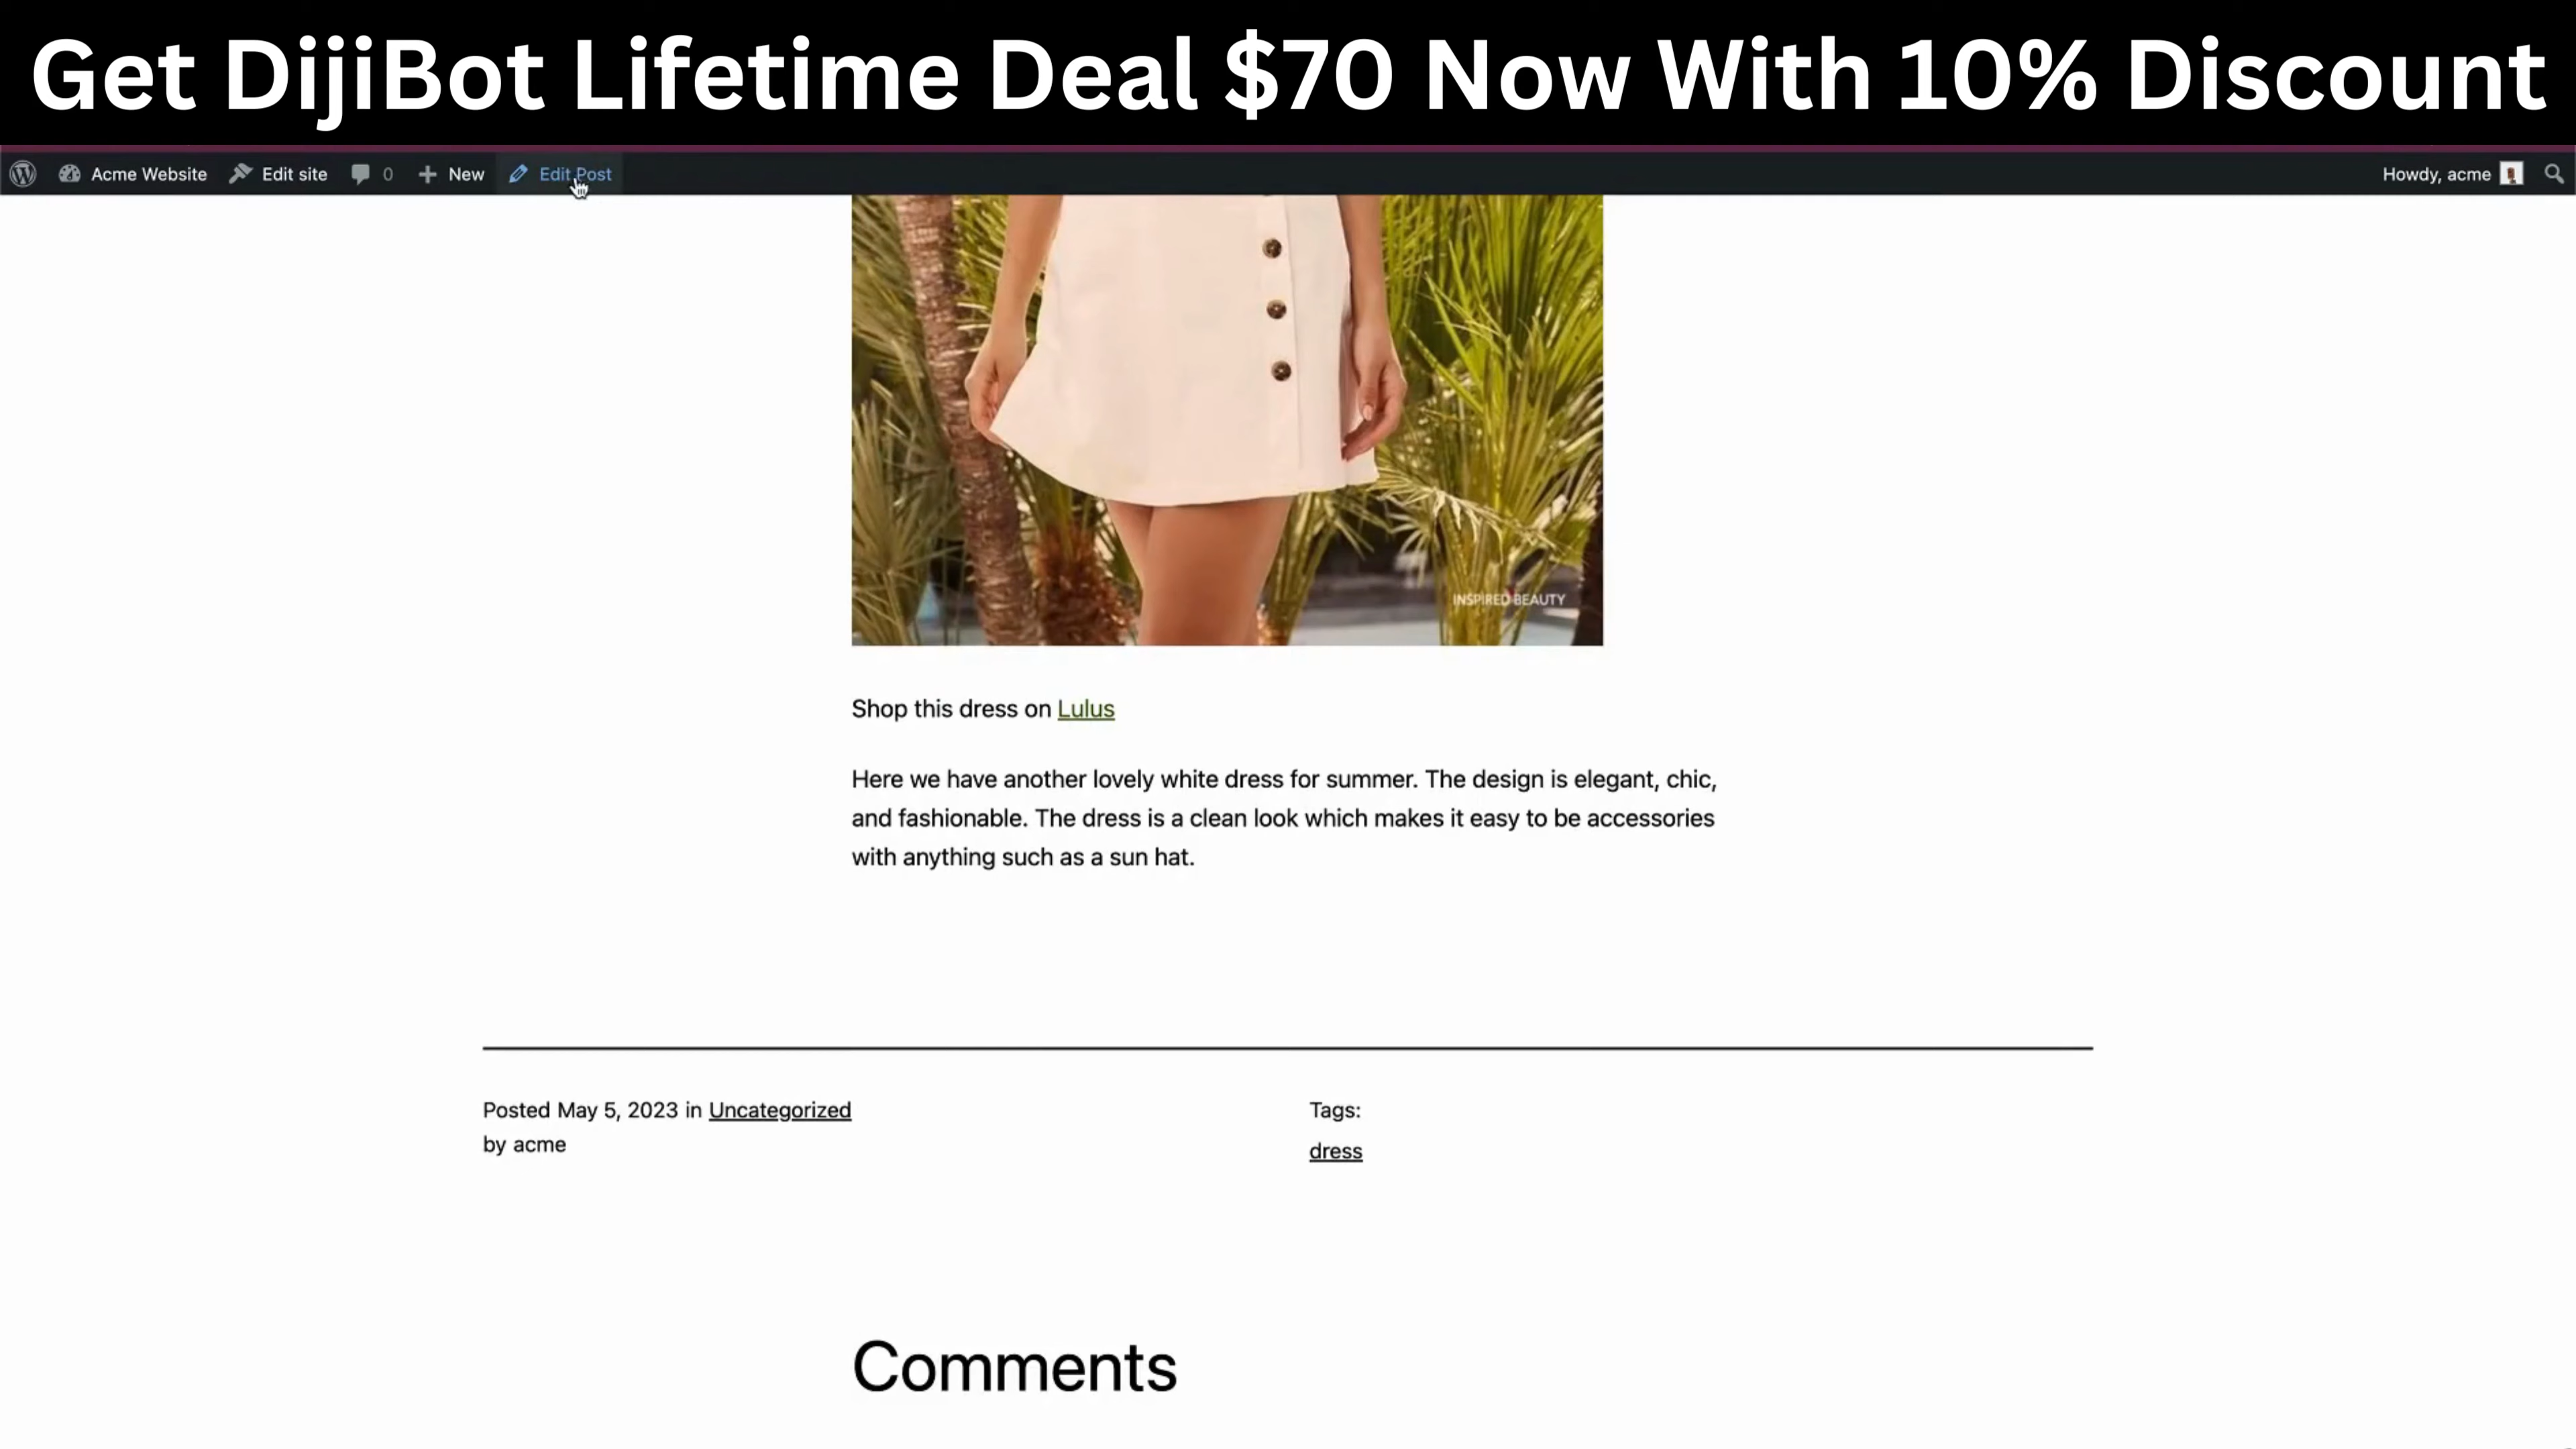 Get DijiBot Lifetime Deal $70 Now With 10% Discount
Acme Website Edit site 0 New Edit Post Howdy, acme
INSPIRED BEAUTY
Shop this dress on Lulus
Here we have another lovely white dress for summer. The design is elegant, chic,
and fashionable. The dress is a clean look which makes it easy to be accessories
with anything such as a sun hat.
Posted May 5, 2023 in Uncategorized
by acme
Tags:
dress
Comments